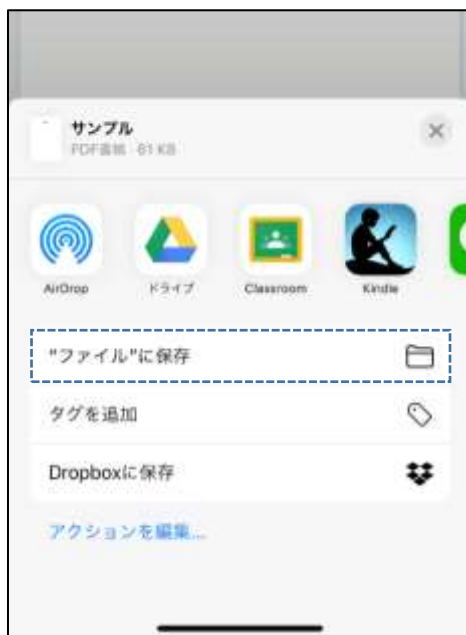 サンプル
PDF書類・81 KB
AirDrop
ドライブ
Classroom
Kindle
"ファイル"に保存
タグを追加
Dropboxに保存
アクションを編集...